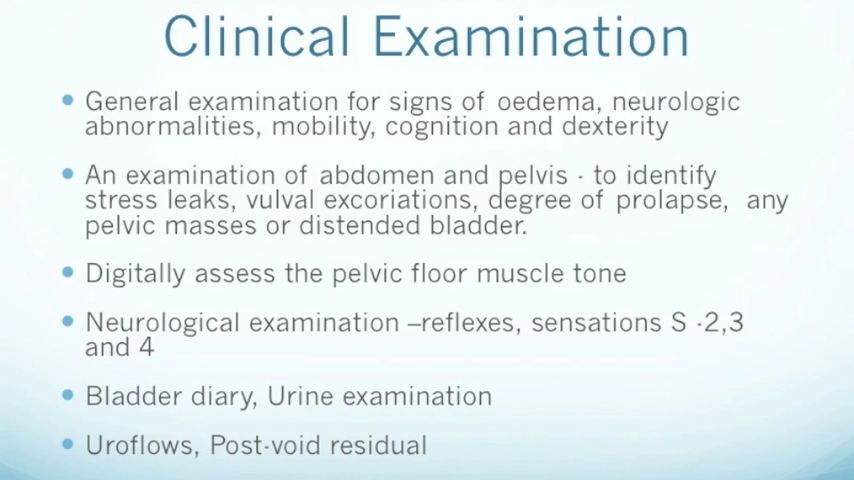 Clinical Examination
• General examination for signs of oedema, neurologic
abnormalities, mobility, cognition and dexterity
• An examination of abdomen and pelvis - to identify
stress leaks, vulval excoriations, degree of prolapse, any
pelvic masses or distended bladder.
• Digitally assess the pelvic floor muscle tone
• Neurological examination –reflexes, sensations S -2,3
and 4
• Bladder diary, Urine examination
• Uroflows, Post-void residual